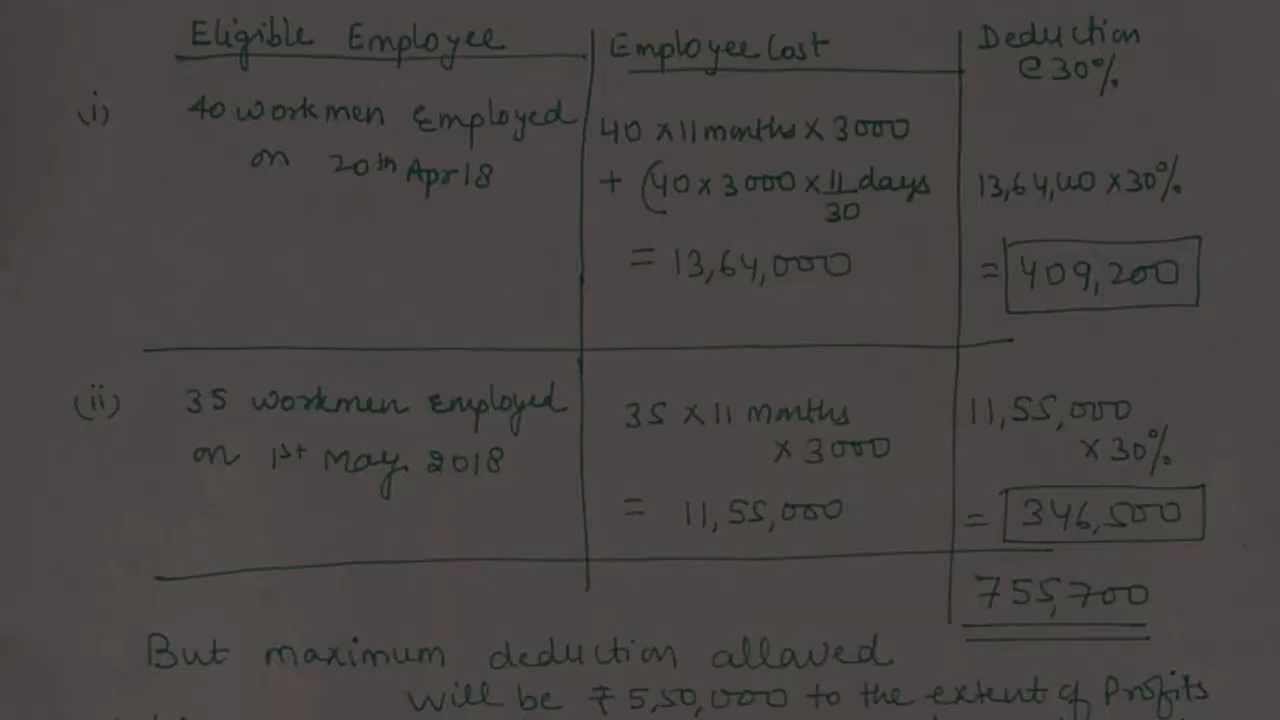 Eligible Employee
Employee Cost
Deduction
@ 30%
(i) 40 workmen Employed
on 20th Apr 18
40 x 11 months x 3000
+ (40 x 3000 x 11 days
30
= 13,64,000
13,64,000 x 30%
= 409,200
(ii) 35 workmen Employed
on 1st May 2018
35 x 11 months
x 3000
= 11,55,000
11,55,000
x 30%
= 346,500
755,700
But maximum deduction allowed
will be ₹ 5,50,000 to the extent of Profits